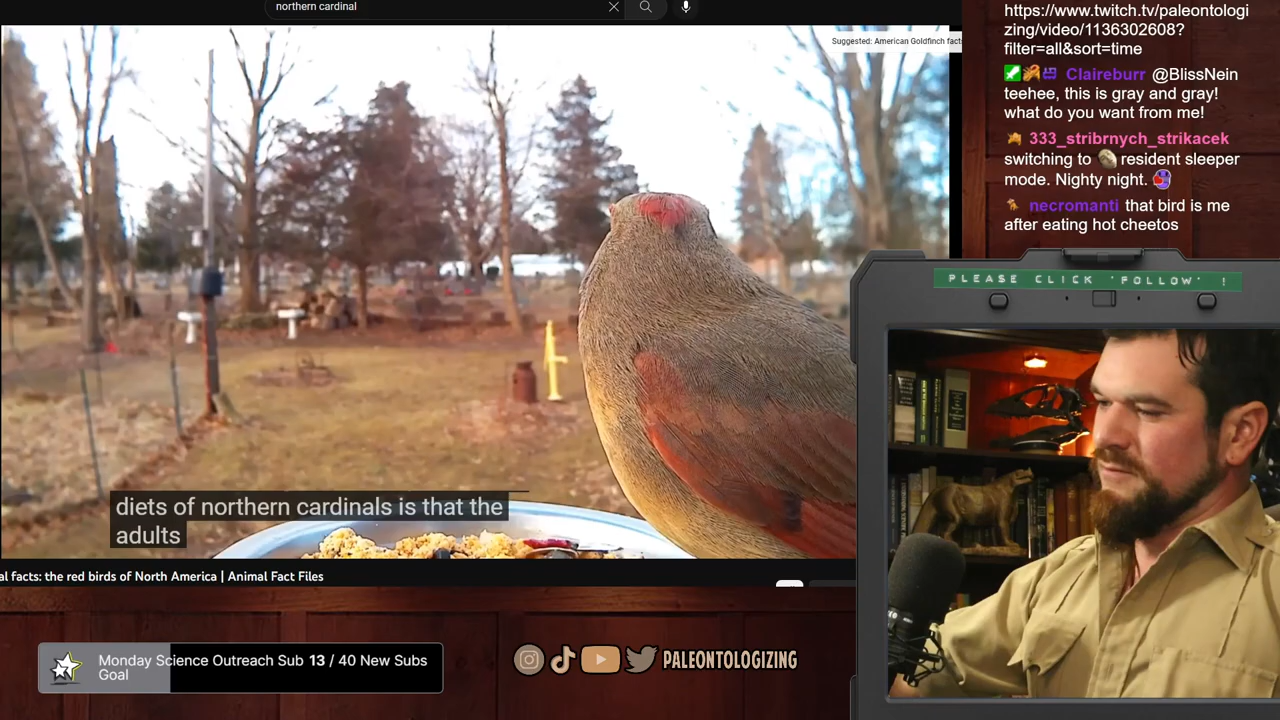 northern cardinal
Suggested: American Goldfinch facts
diets of northern cardinals is that the
adults
al facts: the red birds of North America | Animal Fact Files
Monday Science Outreach Sub 13 / 40 New Subs
Goal
PALEONTOLOGIZING
https://www.twitch.tv/paleontologi
zing/video/1136302608?
filter=all&sort=time
Claireburr @BlissNein
teehee, this is gray and gray!
what do you want from me!
333_stribrnych_strikacek
switching to resident sleeper
mode. Nighty night.
necromanti that bird is me
after eating hot cheetos
PLEASE CLICK "FOLLOW" !